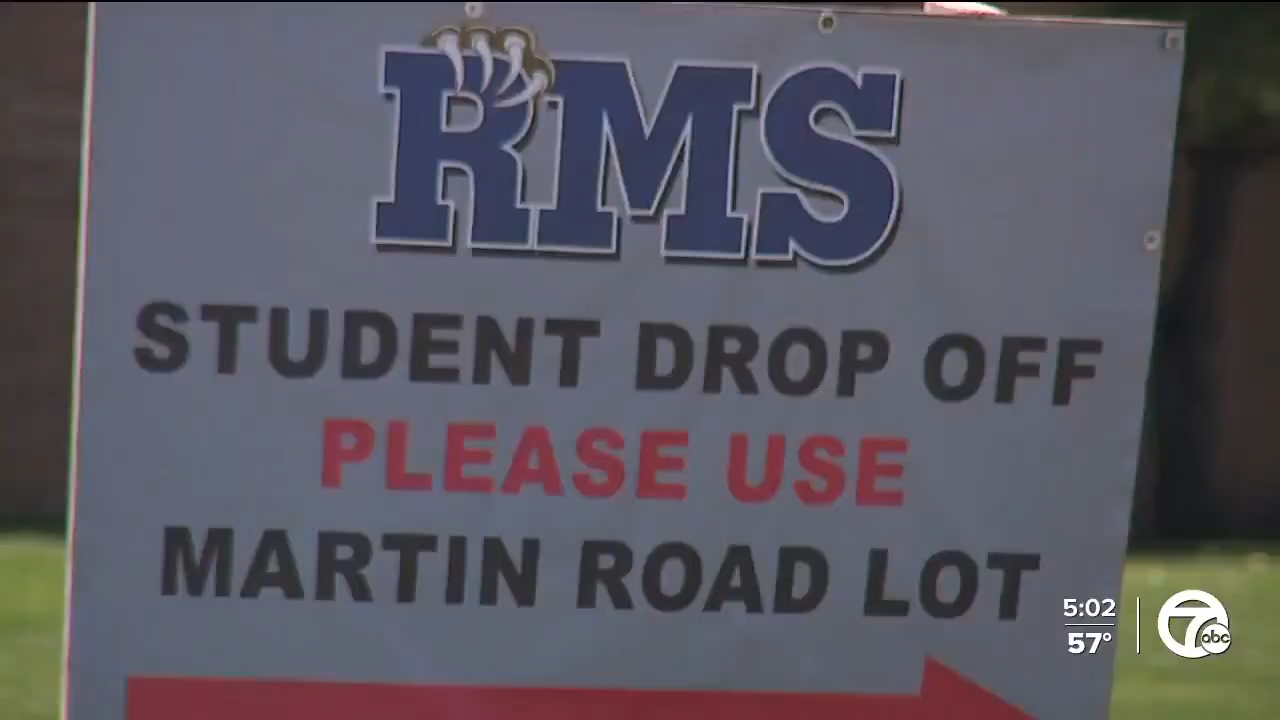 RMS
STUDENT DROP OFF
PLEASE USE
MARTIN ROAD LOT
5:02
57°
7 abc